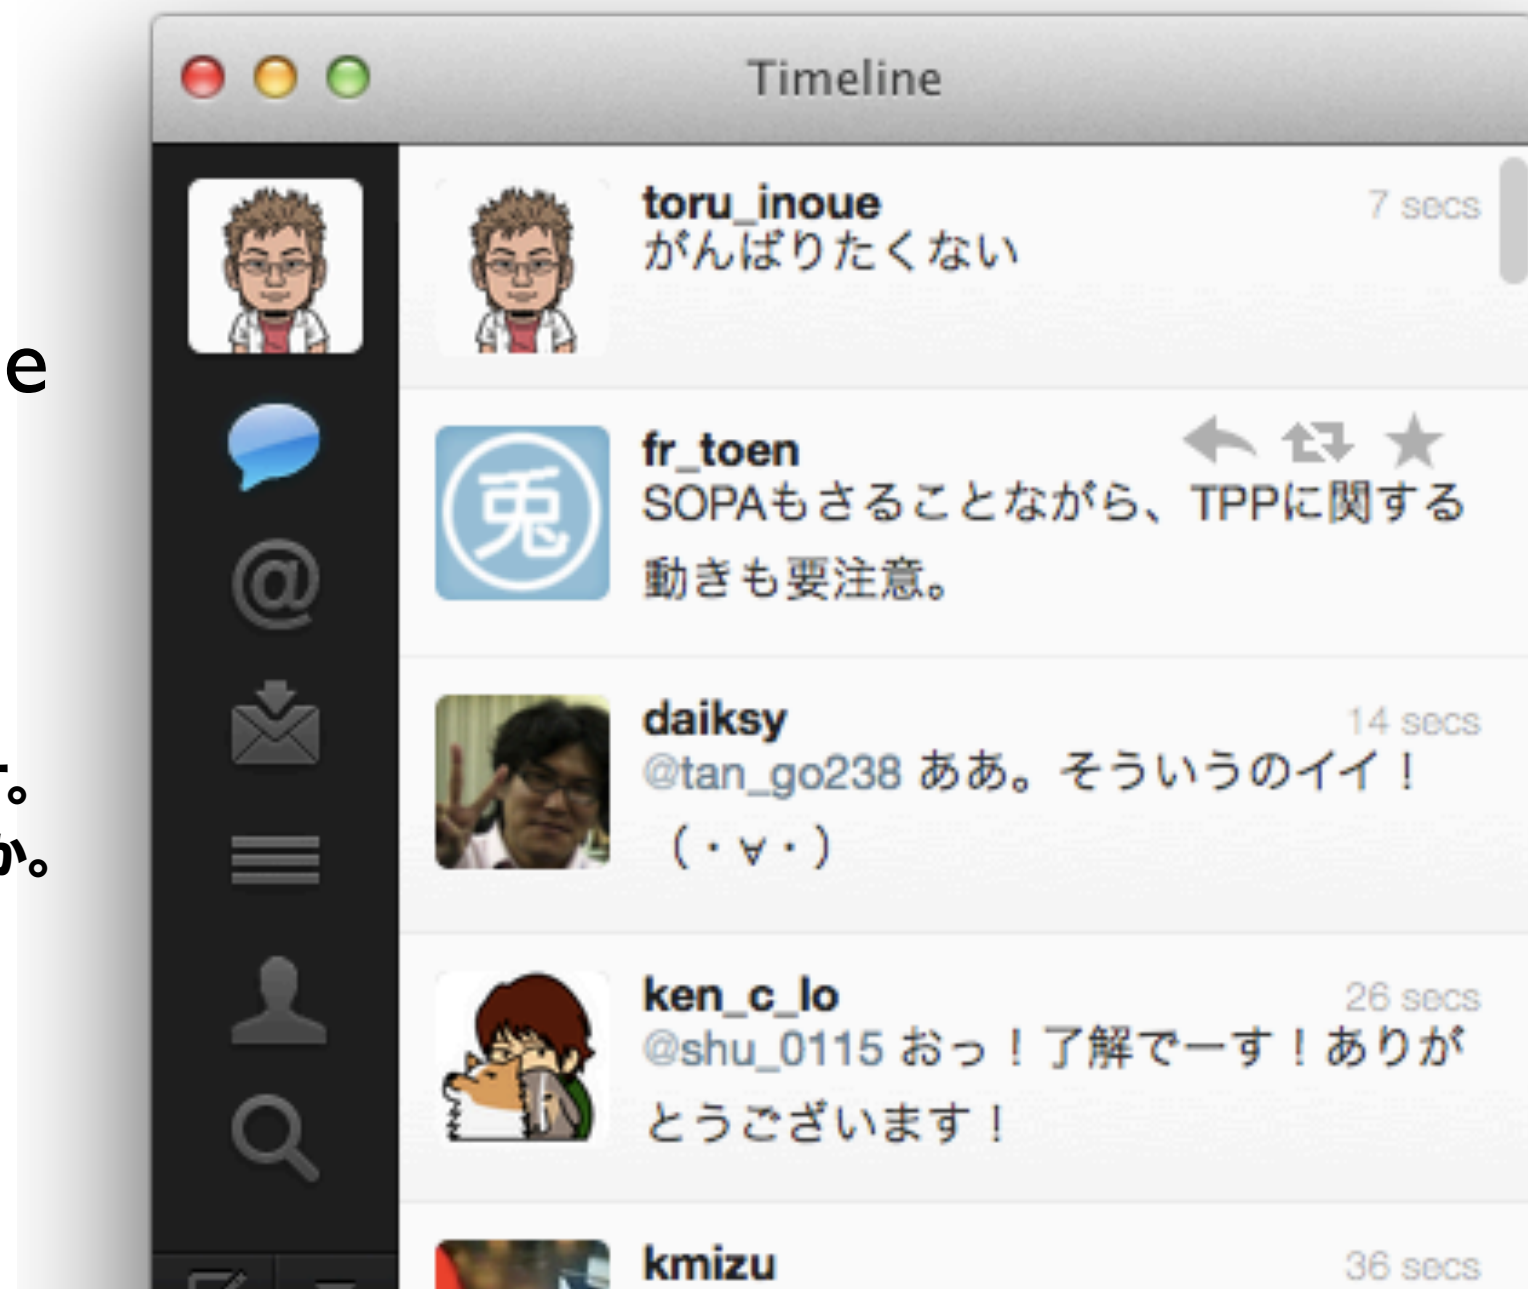 Timeline
toru_inoue
7 secs
がんばりたくない
e
fr_toen
兎
SOPAもさることながら、TPPに関する
動きも要注意。
daiksy
14 secs
@tan_go238 ああ。そういうのイイ！
（・∀・）
。
か。
ken_c_lo
26 secs
@shu_0115 おっ！了解でーす！ありが
とうございます！
kmizu
36 secs